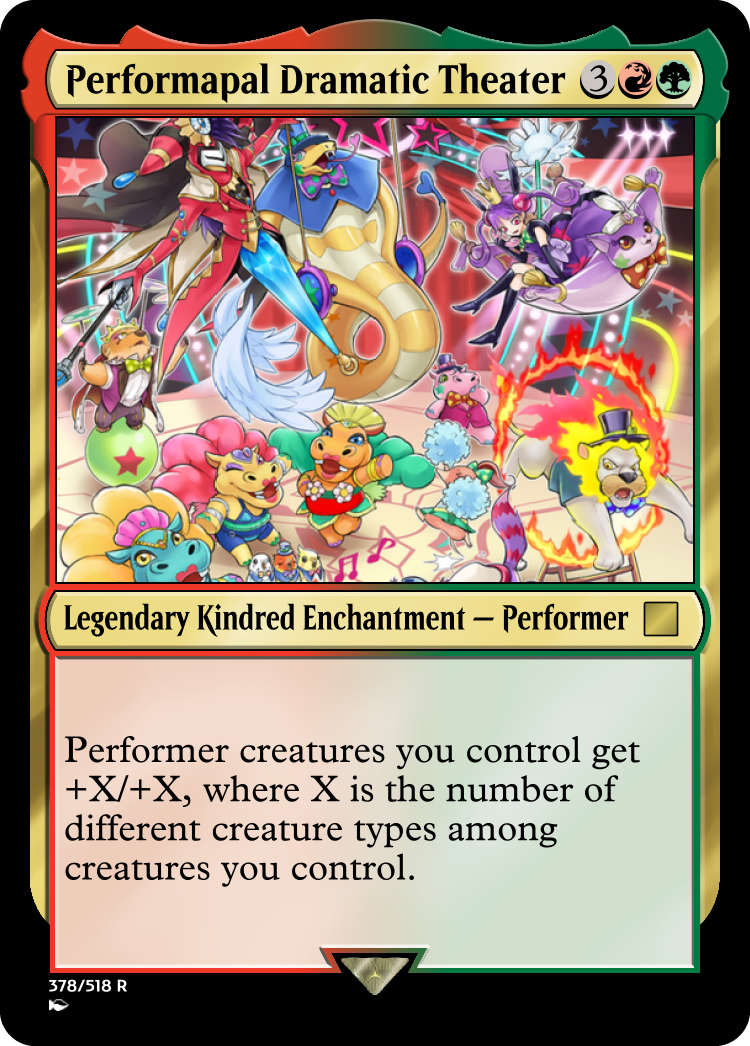 Performapal Dramatic Theater 3
Legendary Kindred Enchantment — Performer
Performer creatures you control get
+X/+X, where X is the number of
different creature types among
creatures you control.
378/518 R